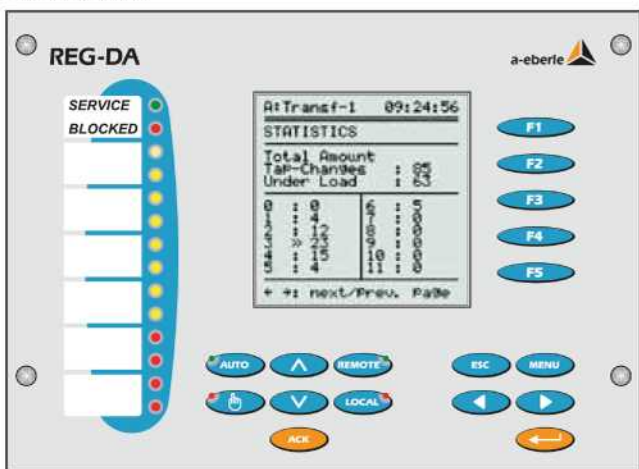 REG-DA
a-eberle
SERVICE
BLOCKED
A:Transf-1 09:24:56
STATISTICS
Total Amount
Tap-Changes : 85
Under Load : 63
0 : 0 6 : 5
1 : 4 7 : 0
2 : 12 8 : 0
3 » 23 9 : 0
4 : 15 10 : 0
5 : 4 11 : 0
← →: next/Prev. Page
F1
F2
F3
F4
F5
AUTO REMOTE ESC MENU
LOCAL
ACK